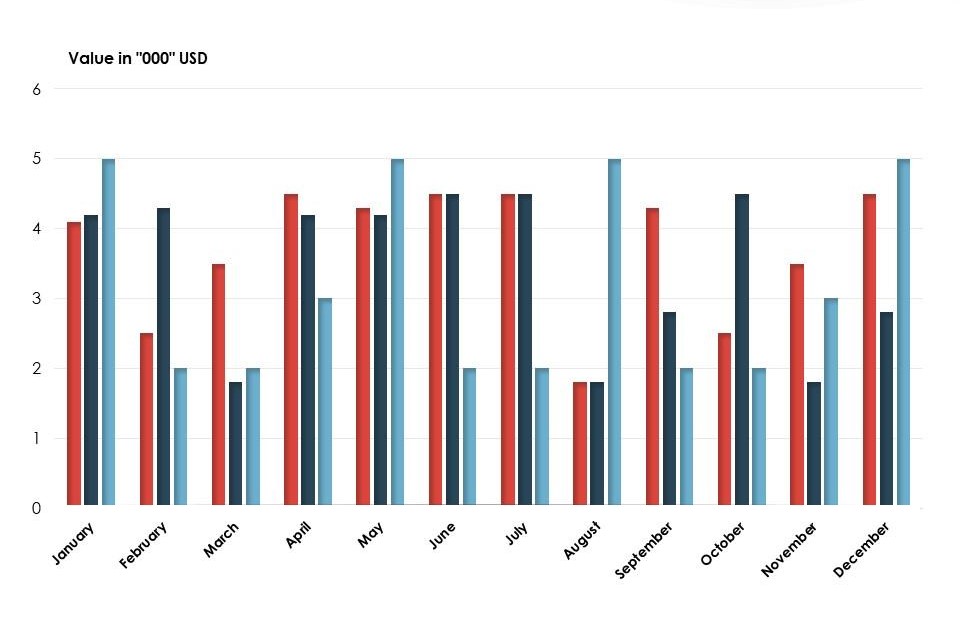 Value in "000" USD
6
5
4
3
2
1
0
January
February
March
April
May
June
July
August
September
October
November
December